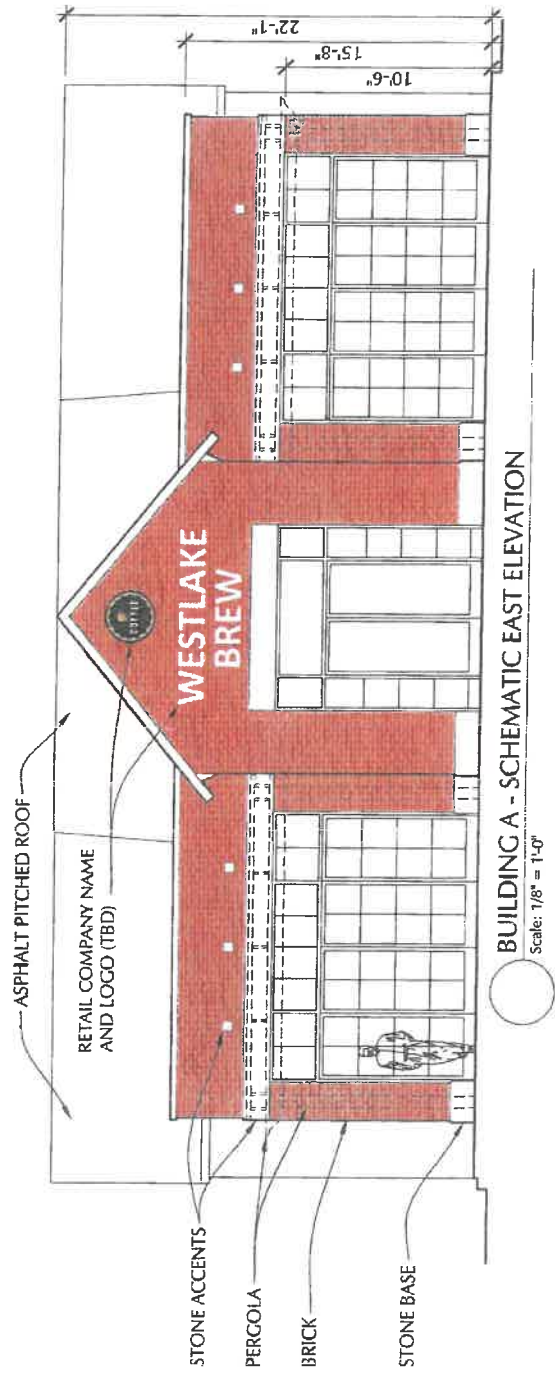 ASPHALT PITCHED ROOF
RETAIL COMPANY NAME
AND LOGO (TBD)
STONE ACCENTS
PERGOLA
BRICK
STONE BASE
COFFEE
WESTLAKE
BREW
22'-1"
15'-8"
10'-6"
BUILDING A - SCHEMATIC EAST ELEVATION
Scale: 1/8" = 1'-0"